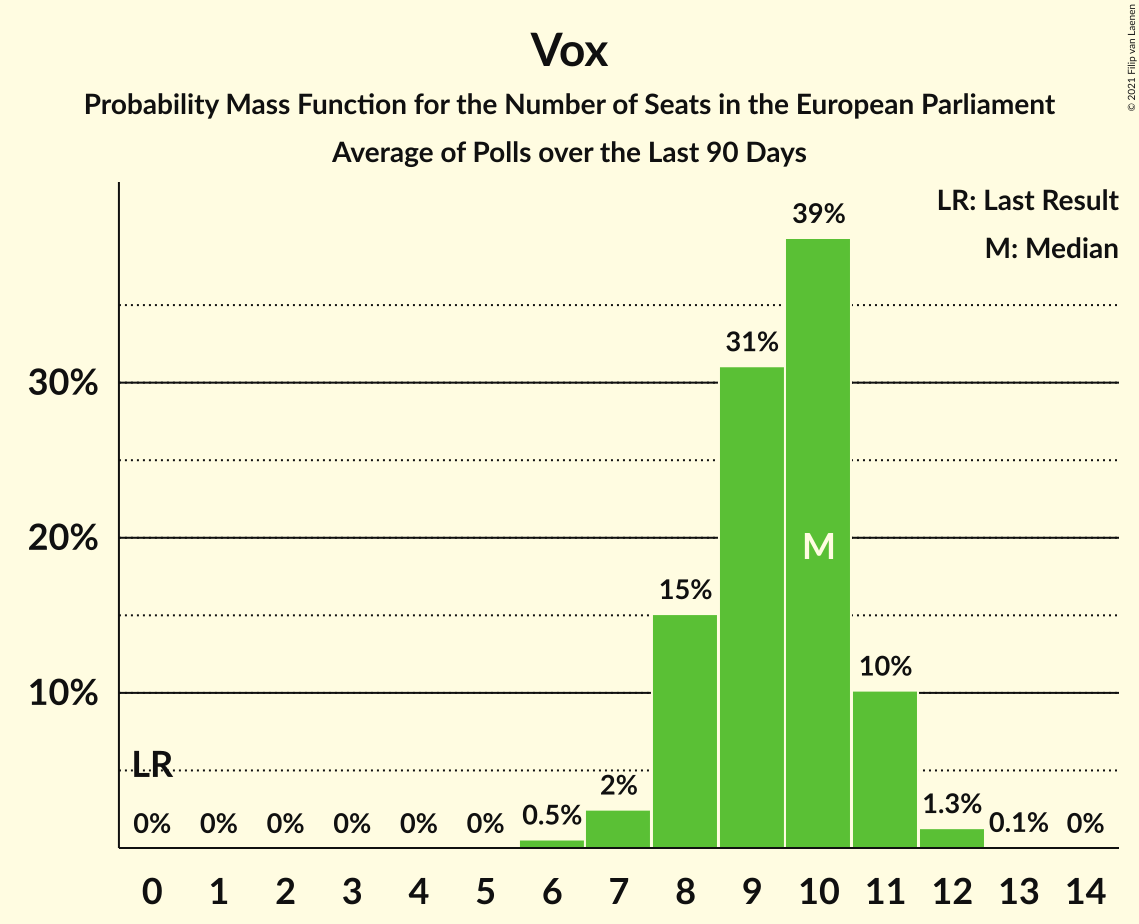 Vox
Probability Mass Function for the Number of Seats in the European Parliament
Average of Polls over the Last 90 Days
© 2021 Filip van Laenen
LR: Last Result
M: Median
39%
31%
30%
20%
M
15%
10%
10%
LR
2%
0% 0% 0% 0% 0% 0% 0.5% 1.3% 0.1% 0%
0 1 2 3 4 5 6 7 8 9 10 11 12 13 14